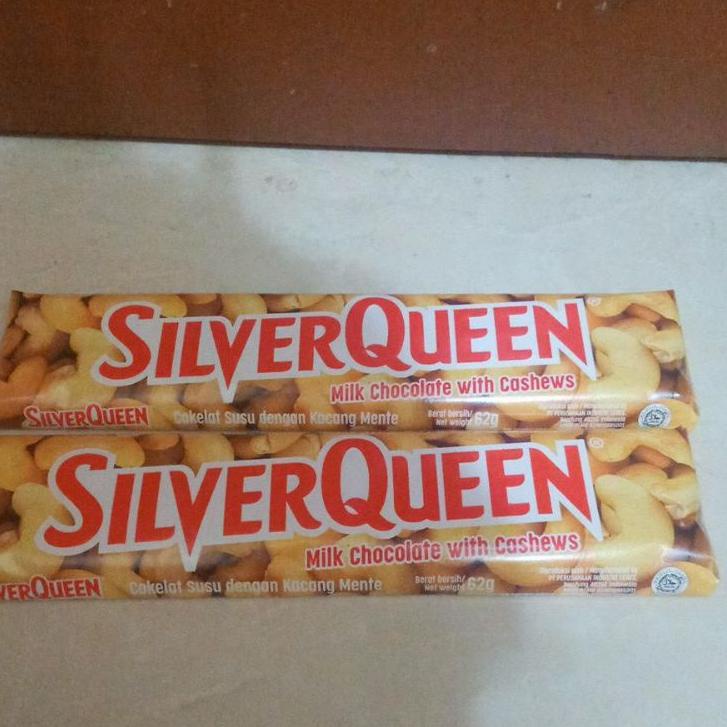 SILVERQUEEN
Milk Chocolate with Cashews
SILVERQUEEN Cokelat Susu dengan Kacang Mente Berat bersih/ Net weight 62g
SILVERQUEEN
Milk Chocolate with Cashews
VERQUEEN Cokelat Susu dengan Kacang Mente Berat bersih/ Net weight 62g